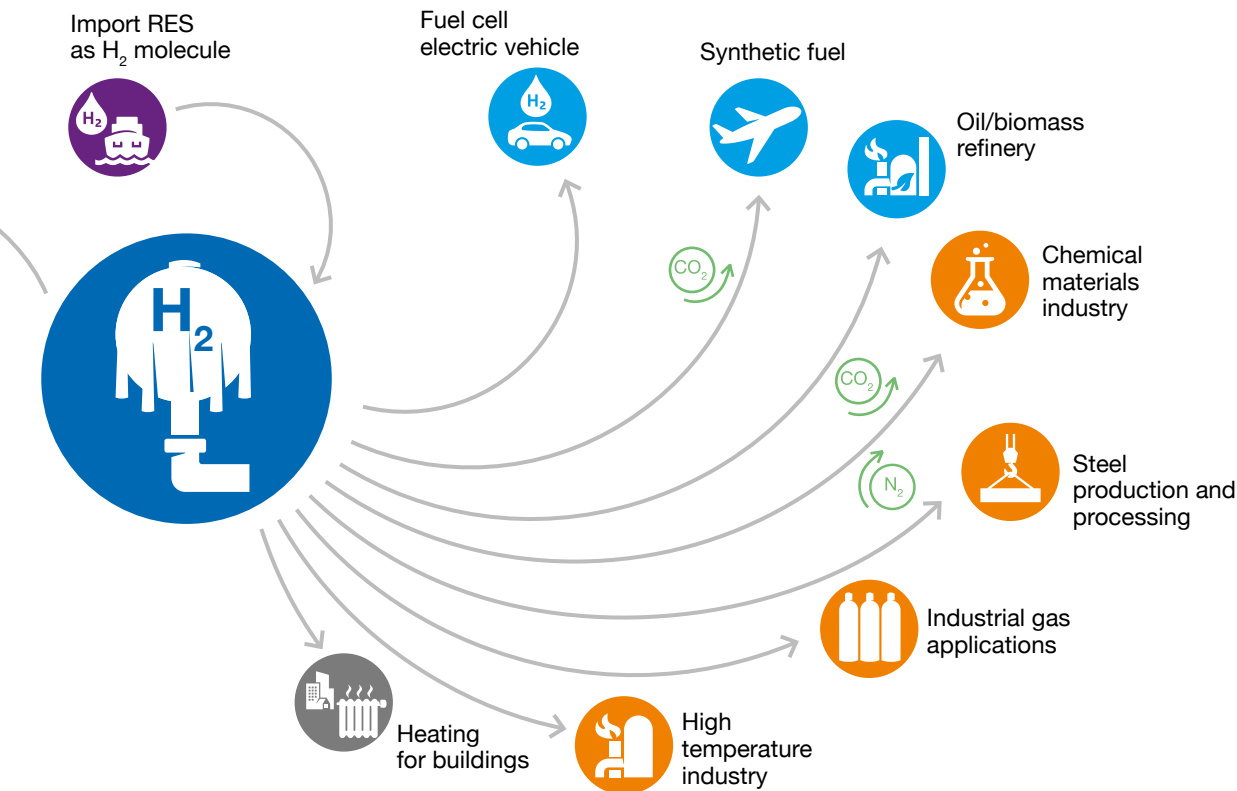 Import RES
as H₂ molecule
H₂
Fuel cell
electric vehicle
H₂
Synthetic fuel
Oil/biomass
refinery
H₂
CO₂
Chemical
materials
industry
CO₂
N₂
Steel
production and
processing
Industrial gas
applications
Heating
for buildings
High
temperature
industry